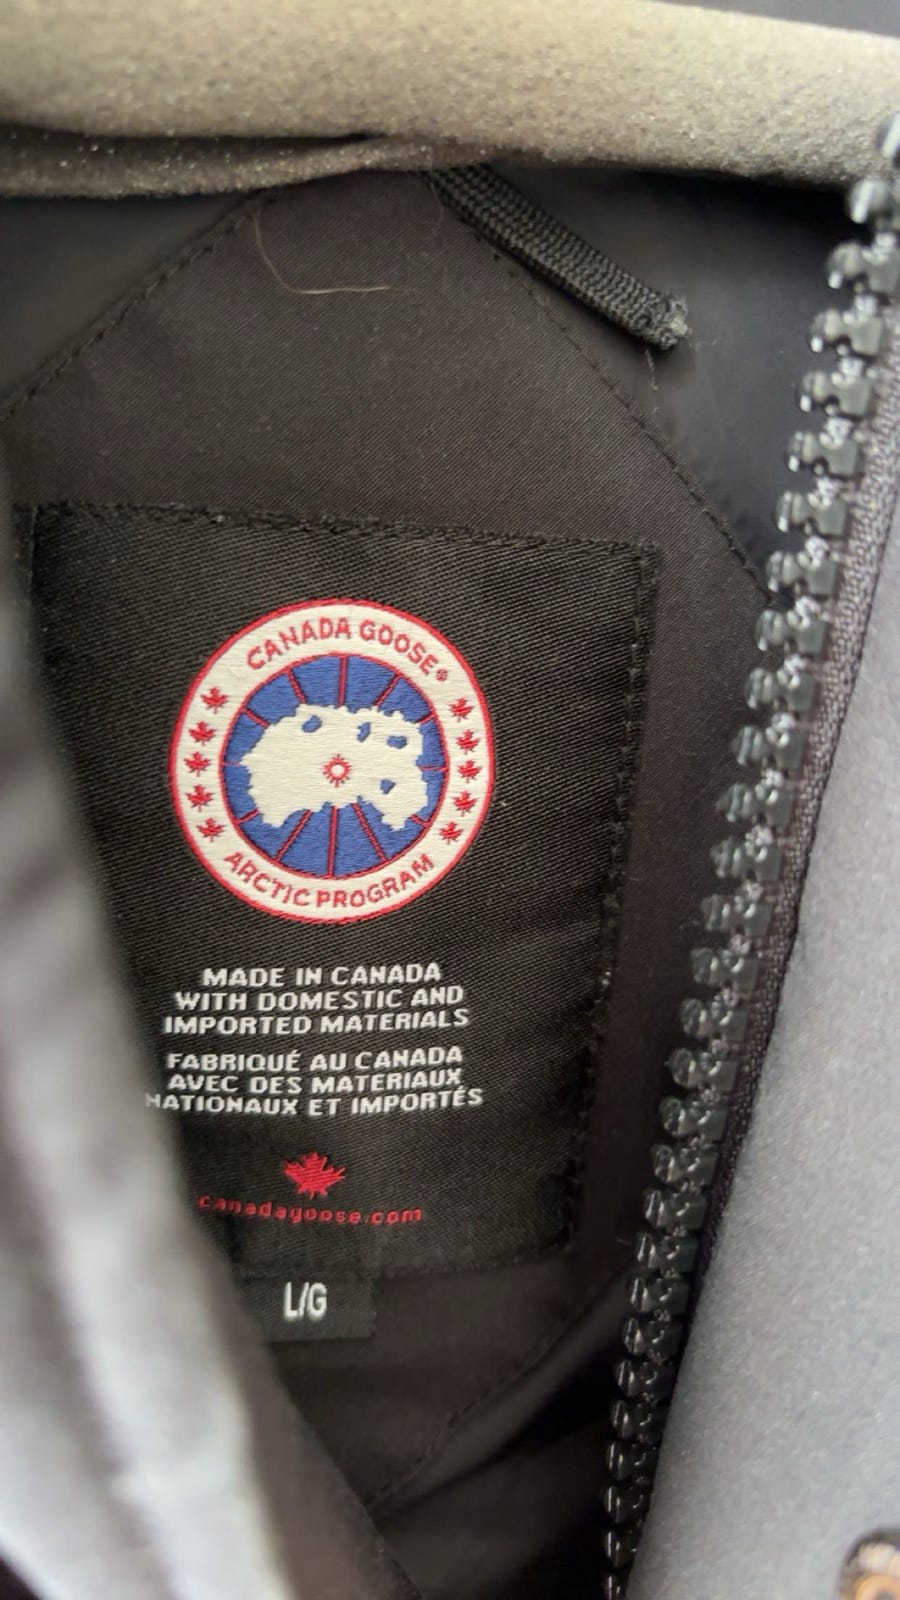 CANADA GOOSE®
ARCTIC PROGRAM
MADE IN CANADA
WITH DOMESTIC AND
IMPORTED MATERIALS
FABRIQUÉ AU CANADA
AVEC DES MATERIAUX
NATIONAUX ET IMPORTÉS
canadagoose.com
L/G